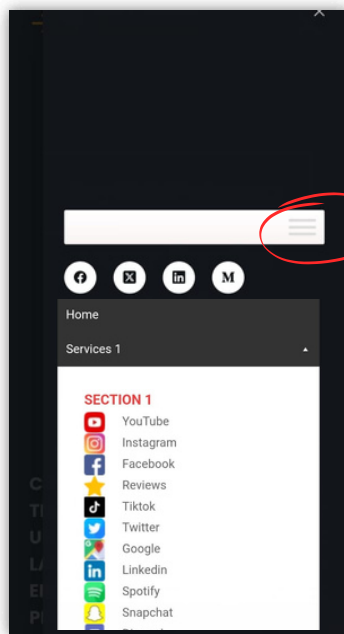 Home
Services 1
SECTION 1
YouTube
Instagram
Facebook
Reviews
Tiktok
Twitter
Google
Linkedin
Spotify
Snapchat